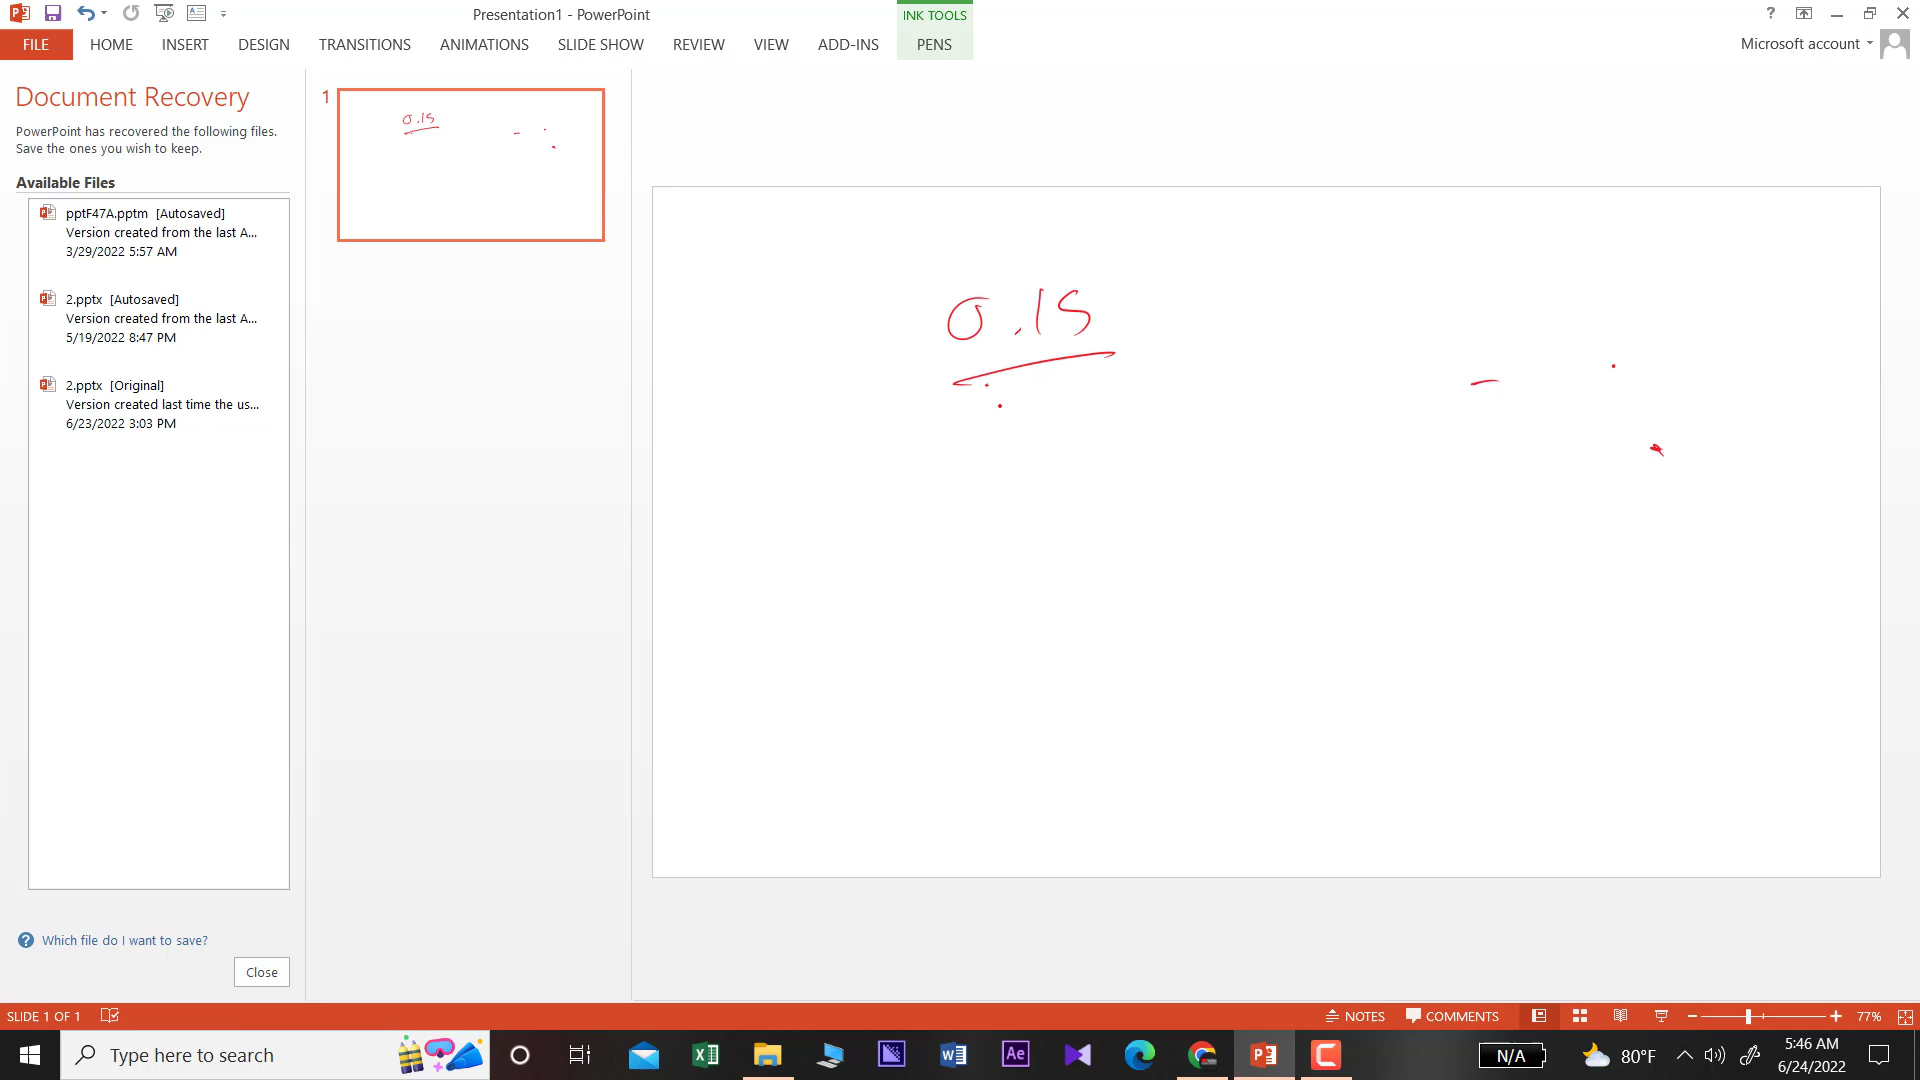 Presentation1 - PowerPoint
INK TOOLS
FILE HOME INSERT DESIGN TRANSITIONS ANIMATIONS SLIDE SHOW REVIEW VIEW ADD-INS PENS
Microsoft account
Document Recovery
PowerPoint has recovered the following files.
Save the ones you wish to keep.
Available Files
pptF47A.pptm [Autosaved]
Version created from the last A...
3/29/2022 5:57 AM
2.pptx [Autosaved]
Version created from the last A...
5/19/2022 8:47 PM
2.pptx [Original]
Version created last time the us...
6/23/2022 3:03 PM
Which file do I want to save?
Close
1
0.15
0.15
SLIDE 1 OF 1
NOTES
COMMENTS
77%
Type here to search
N/A
80°F
5:46 AM
6/24/2022